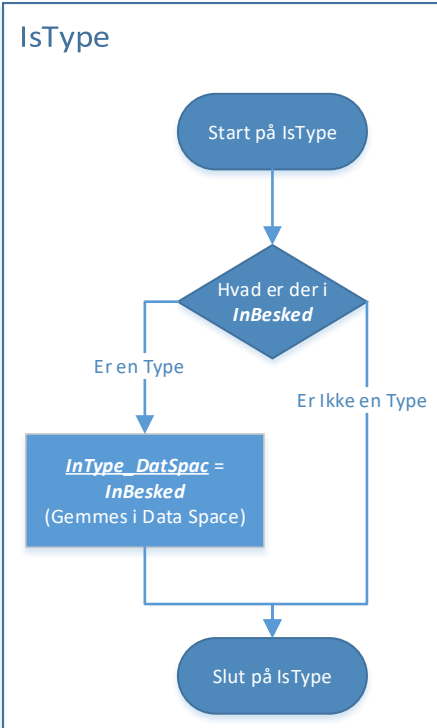 IsType
Start på IsType
Hvad er der i
InBesked
Er en Type
Er Ikke en Type
InType_DatSpac =
InBesked
(Gemmes i Data Space)
Slut på IsType